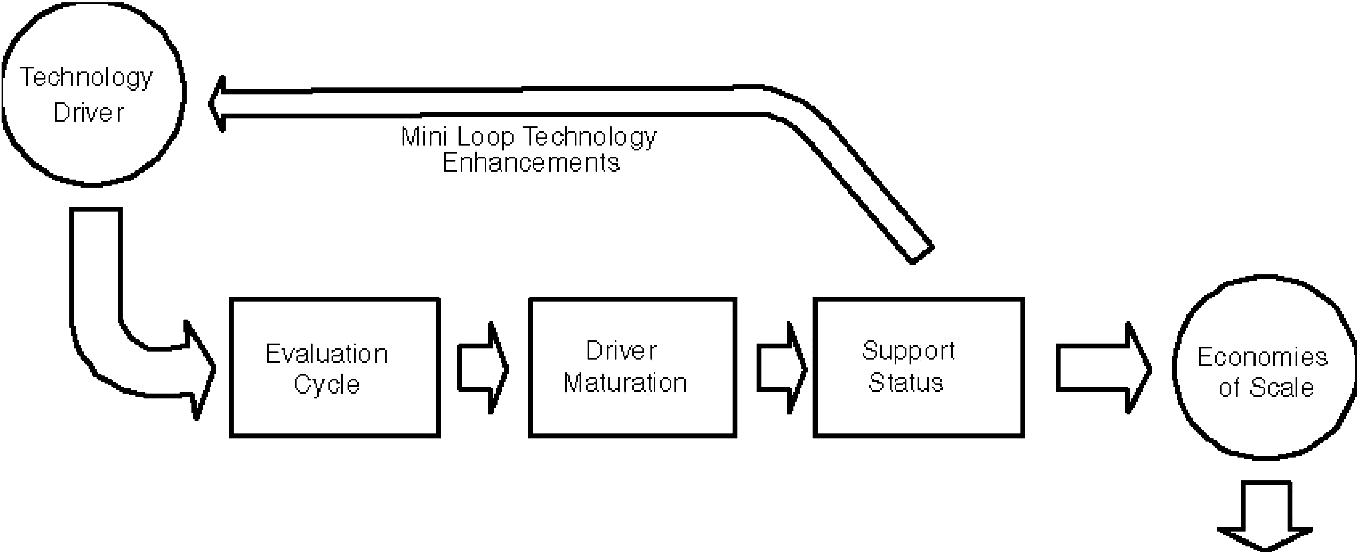 Technology
Driver
Mini Loop Technology
Enhancements
Evaluation
Cycle
Driver
Maturation
Support
Status
Economies
of Scale